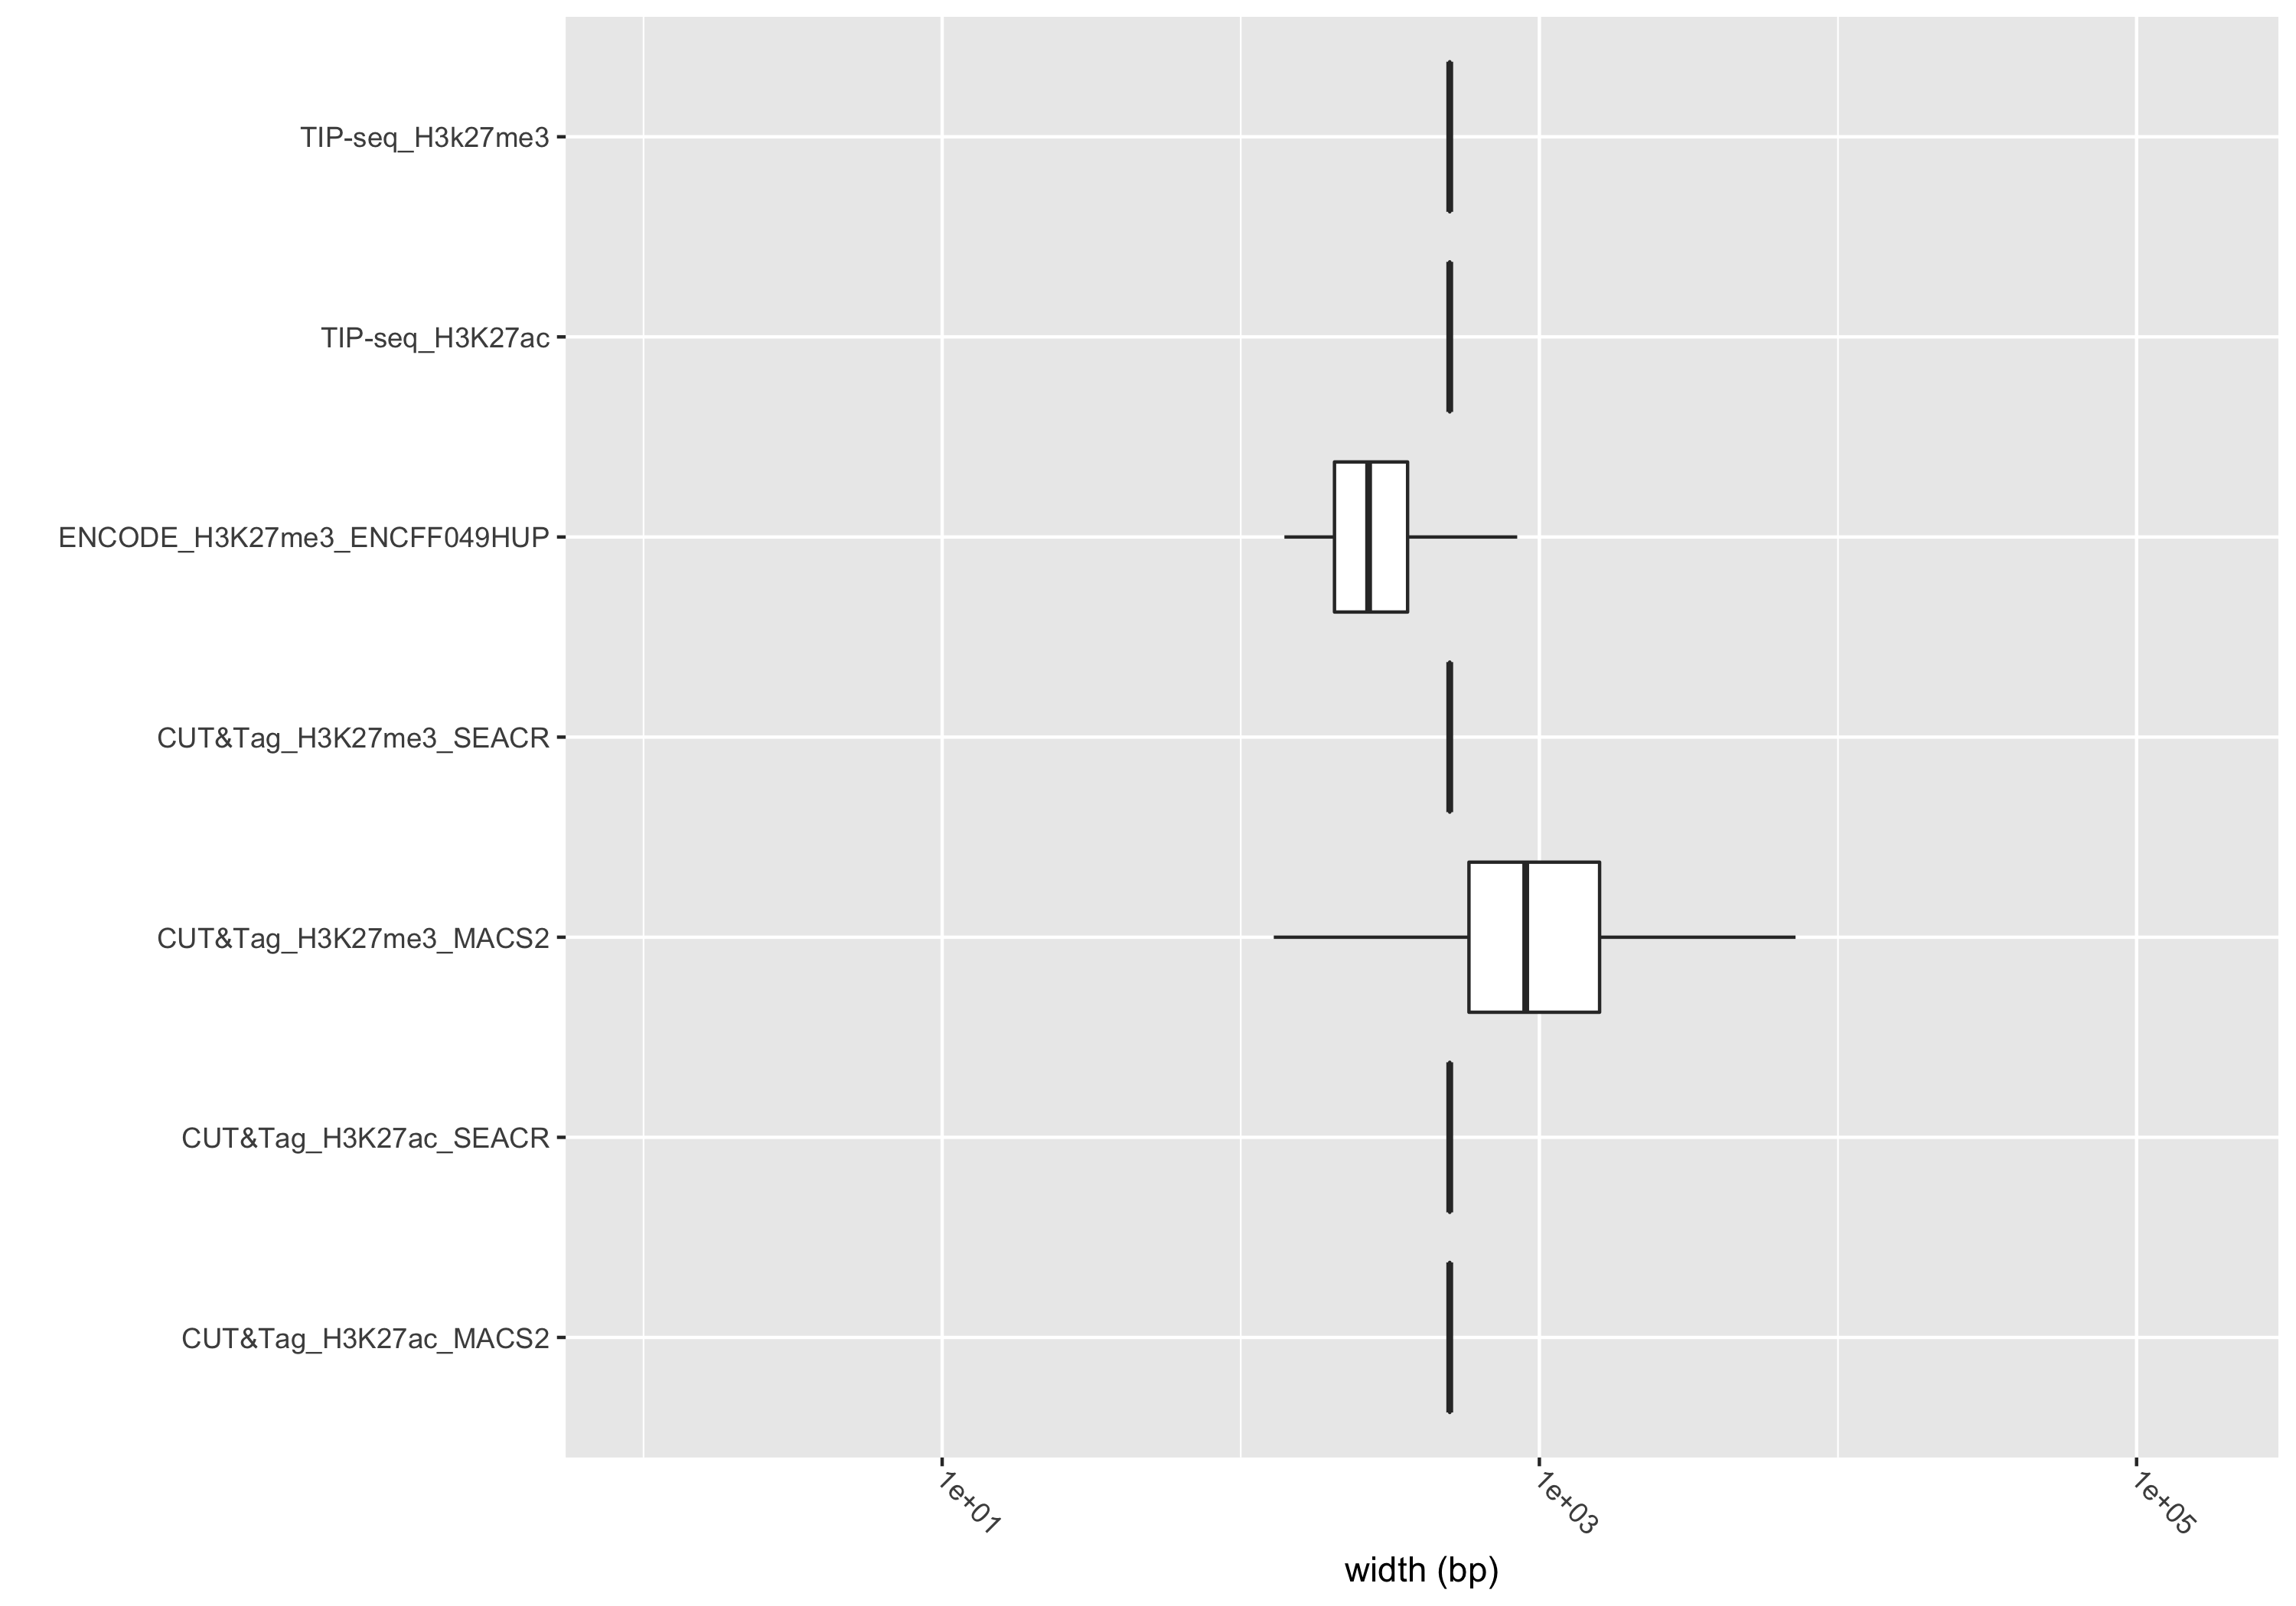 TIP-seq_H3k27me3
TIP-seq_H3K27ac
ENCODE_H3K27me3_ENCFF049HUP
CUT&Tag_H3K27me3_SEACR
CUT&Tag_H3K27me3_MACS2
CUT&Tag_H3K27ac_SEACR
CUT&Tag_H3K27ac_MACS2
1e+01
1e+03
1e+05
width (bp)